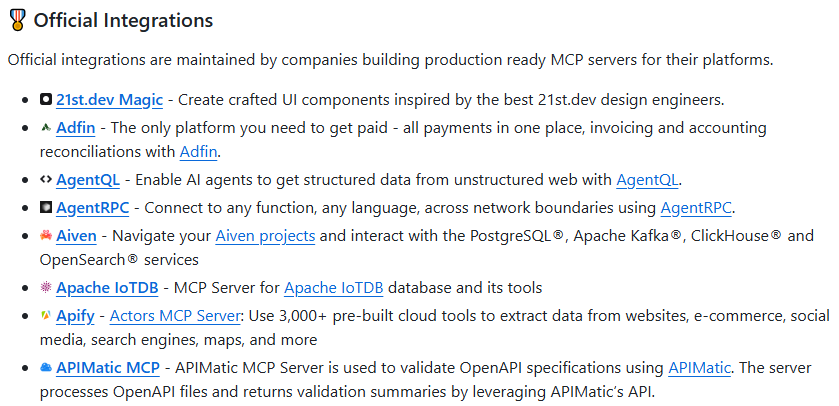 Official Integrations
Official integrations are maintained by companies building production ready MCP servers for their platforms.
21st.dev Magic - Create crafted UI components inspired by the best 21st.dev design engineers.
Adfin - The only platform you need to get paid - all payments in one place, invoicing and accounting
reconciliations with Adfin.
AgentQL - Enable AI agents to get structured data from unstructured web with AgentQL.
AgentRPC - Connect to any function, any language, across network boundaries using AgentRPC.
Aiven - Navigate your Aiven projects and interact with the PostgreSQL®, Apache Kafka®, ClickHouse® and
OpenSearch® services
Apache IoTDB - MCP Server for Apache IoTDB database and its tools
Apify - Actors MCP Server: Use 3,000+ pre-built cloud tools to extract data from websites, e-commerce, social
media, search engines, maps, and more
APIMatic MCP - APIMatic MCP Server is used to validate OpenAPI specifications using APIMatic. The server
processes OpenAPI files and returns validation summaries by leveraging APIMatic’s API.